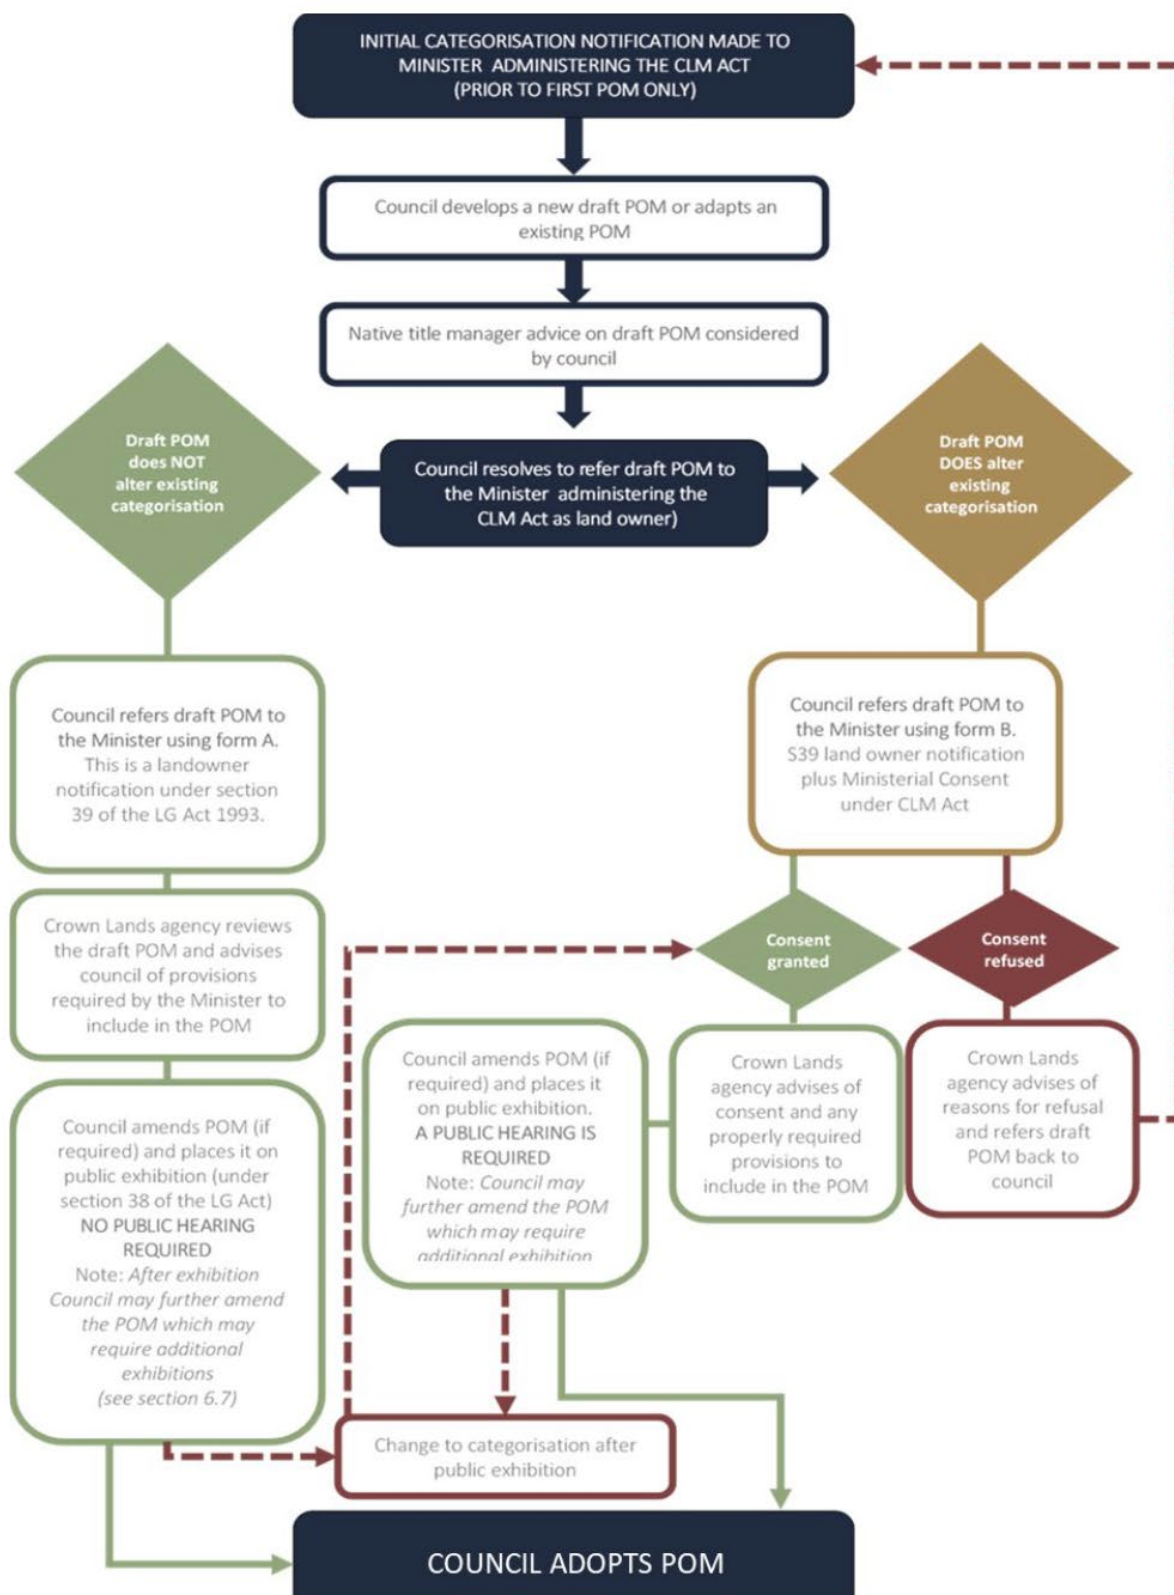 INITIAL CATEGORISATION NOTIFICATION MADE TO
MINISTER ADMINISTERING THE CLM ACT
(PRIOR TO FIRST POM ONLY)
Council develops a new draft POM or adapts an
existing POM
Native title manager advice on draft POM considered
by council
Council resolves to refer draft POM to
the Minister administering the
CLM Act as land owner)
Draft POM
does NOT
alter existing
categorisation
Draft POM
DOES alter
existing
categorisation
Council refers draft POM to
the Minister using form A.
This is a landowner
notification under section
39 of the LG Act 1993.
Crown Lands agency reviews
the draft POM and advises
council of provisions
required by the Minister to
include in the POM
Council amends POM (if
required) and places it on
public exhibition (under
section 38 of the LG Act)
NO PUBLIC HEARING
REQUIRED
Note: After exhibition
Council may further amend
the POM which may
require additional
exhibitions
(see section 6.7)
Council refers draft POM to
the Minister using form B.
S39 land owner notification
plus Ministerial Consent
under CLM Act
Consent
granted
Consent
refused
Crown Lands
agency advises of
consent and any
properly required
provisions to
include in the POM
Crown Lands
agency advises of
reasons for refusal
and refers draft
POM back to
council
Council amends POM (if
required) and places it
on public exhibition.
A PUBLIC HEARING IS
REQUIRED
Note: Council may
further amend the POM
which may require
additional exhibition
Change to categorisation after
public exhibition
COUNCIL ADOPTS POM